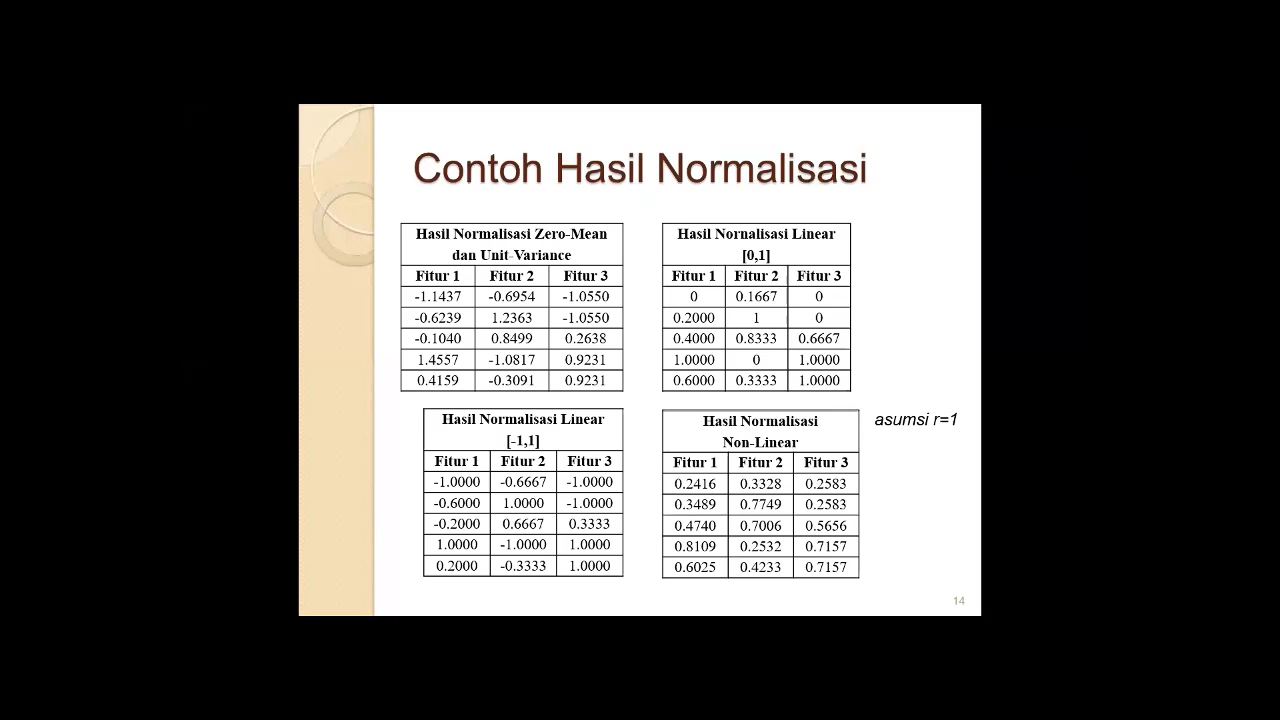 Contoh Hasil Normalisasi
Hasil Normalisasi Zero-Mean
dan Unit-Variance
Fitur 1 Fitur 2 Fitur 3
-1.1437 -0.6954 -1.0550
-0.6239 1.2363 -1.0550
-0.1040 0.8499 0.2638
1.4557 -1.0817 0.9231
0.4159 -0.3091 0.9231
Hasil Nornalisasi Linear
[0,1]
Fitur 1 Fitur 2 Fitur 3
0 0.1667 0
0.2000 1 0
0.4000 0.8333 0.6667
1.0000 0 1.0000
0.6000 0.3333 1.0000
Hasil Normalisasi Linear
[-1,1]
Fitur 1 Fitur 2 Fitur 3
-1.0000 -0.6667 -1.0000
-0.6000 1.0000 -1.0000
-0.2000 0.6667 0.3333
1.0000 -1.0000 1.0000
0.2000 -0.3333 1.0000
Hasil Normalisasi
Non-Linear
Fitur 1 Fitur 2 Fitur 3
0.2416 0.3328 0.2583
0.3489 0.7749 0.2583
0.4740 0.7006 0.5656
0.8109 0.2532 0.7157
0.6025 0.4233 0.7157
asumsi r=1
14